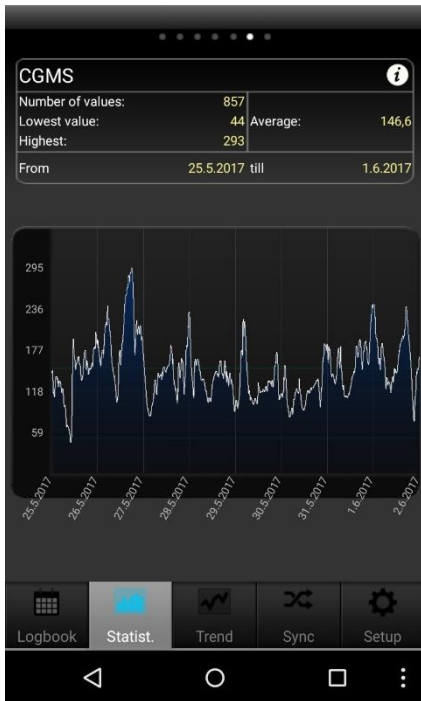 CGMS
Number of values: 857
Lowest value: 44 Average: 146,6
Highest: 293
From 25.5.2017 till 1.6.2017
295
236
177
118
59
25.5.2017 26.5.2017 27.5.2017 28.5.2017 29.5.2017 30.5.2017 31.5.2017 1.6.2017 2.6.2017
Logbook Statist. Trend Sync Setup